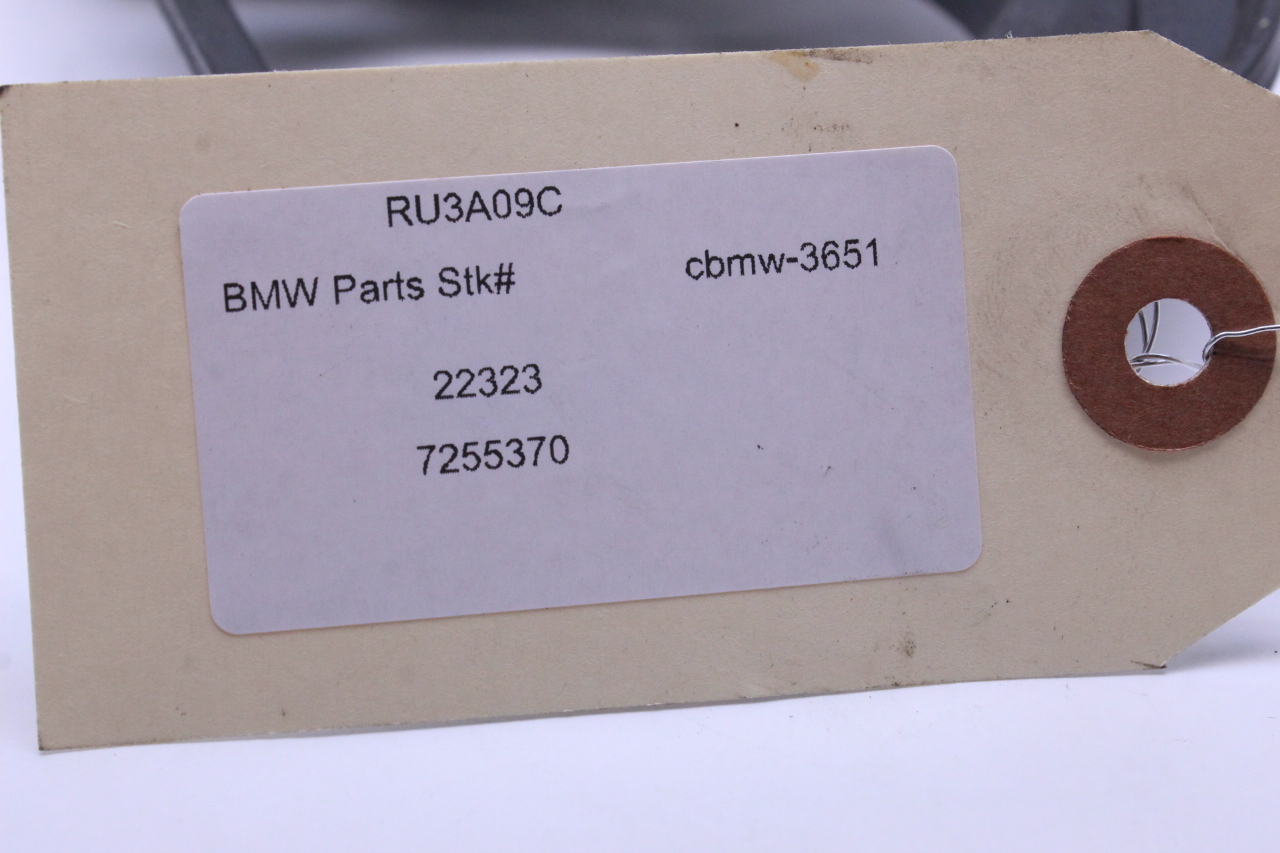 RU3A09C
BMW Parts Stk# cbmw-3651
22323
7255370